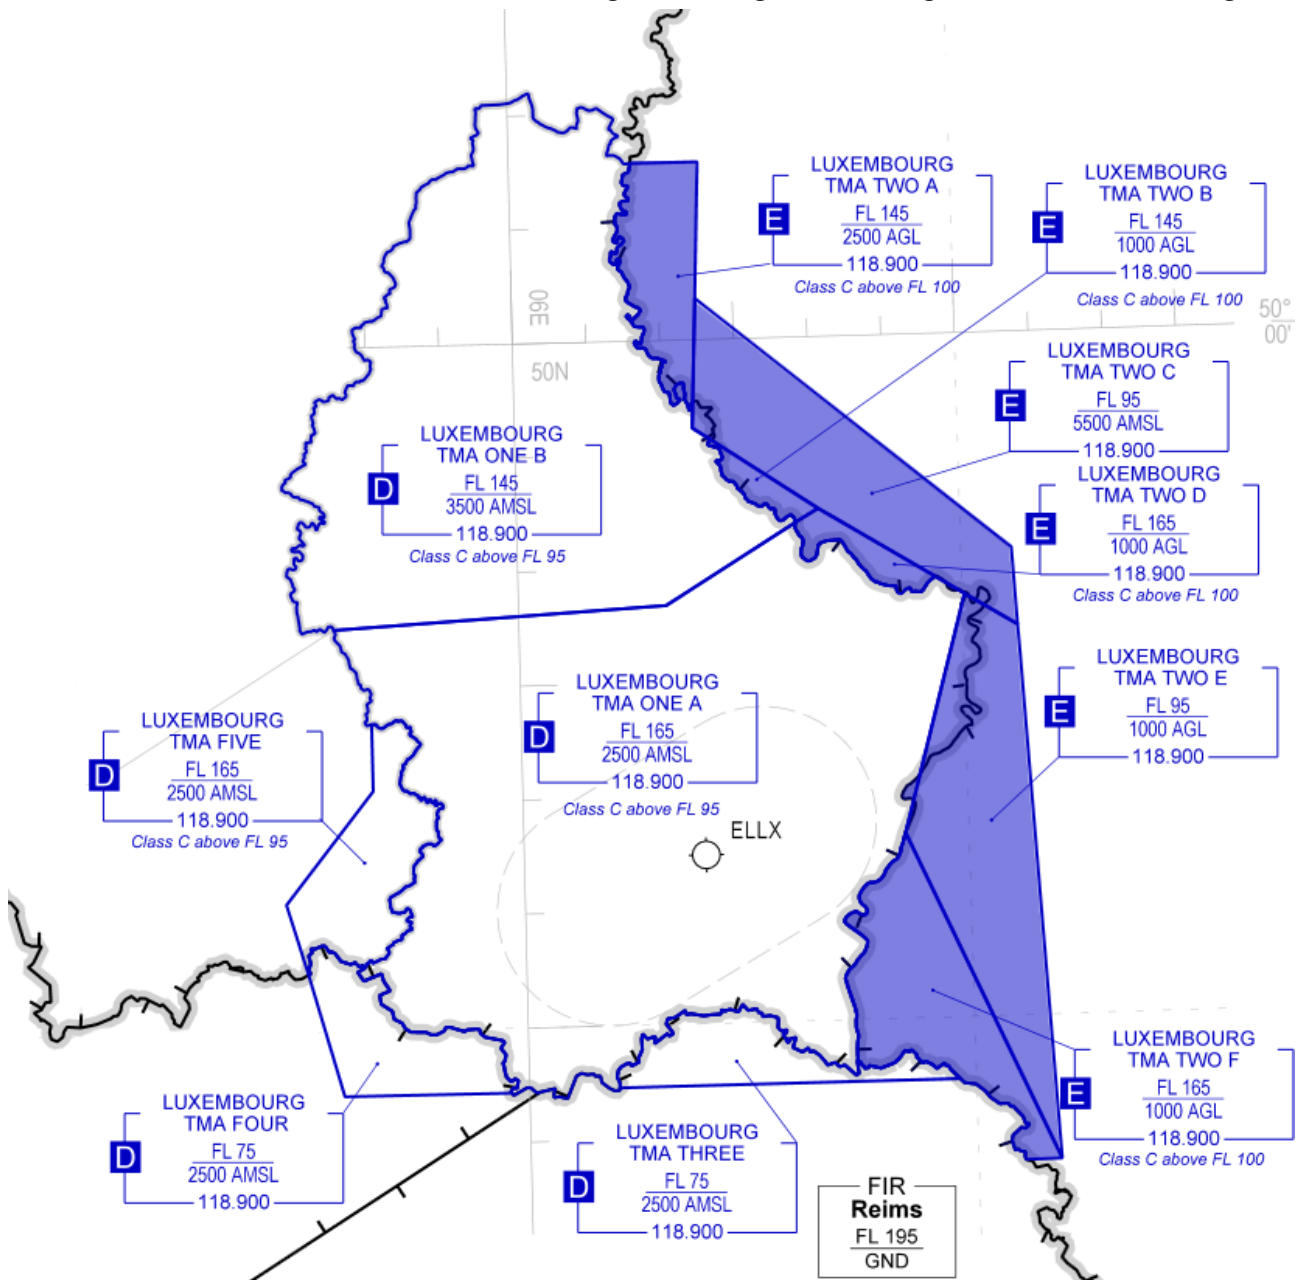 LUXEMBOURG
TMA TWO A
E
FL 145
2500 AGL
118.900
Class C above FL 100
LUXEMBOURG
TMA TWO B
E
FL 145
1000 AGL
118.900
Class C above FL 100
06E
50N
50°
00'
LUXEMBOURG
TMA TWO C
E
FL 95
5500 AMSL
118.900
LUXEMBOURG
TMA ONE B
D
FL 145
3500 AMSL
118.900
Class C above FL 95
LUXEMBOURG
TMA TWO D
E
FL 165
1000 AGL
118.900
Class C above FL 100
LUXEMBOURG
TMA TWO E
E
FL 95
1000 AGL
118.900
LUXEMBOURG
TMA ONE A
D
FL 165
2500 AMSL
118.900
Class C above FL 95
LUXEMBOURG
TMA FIVE
D
FL 165
2500 AMSL
118.900
Class C above FL 95
ELLX
LUXEMBOURG
TMA TWO F
E
FL 165
1000 AGL
118.900
Class C above FL 100
LUXEMBOURG
TMA FOUR
D
FL 75
2500 AMSL
118.900
LUXEMBOURG
TMA THREE
D
FL 75
2500 AMSL
118.900
FIR
Reims
FL 195
GND